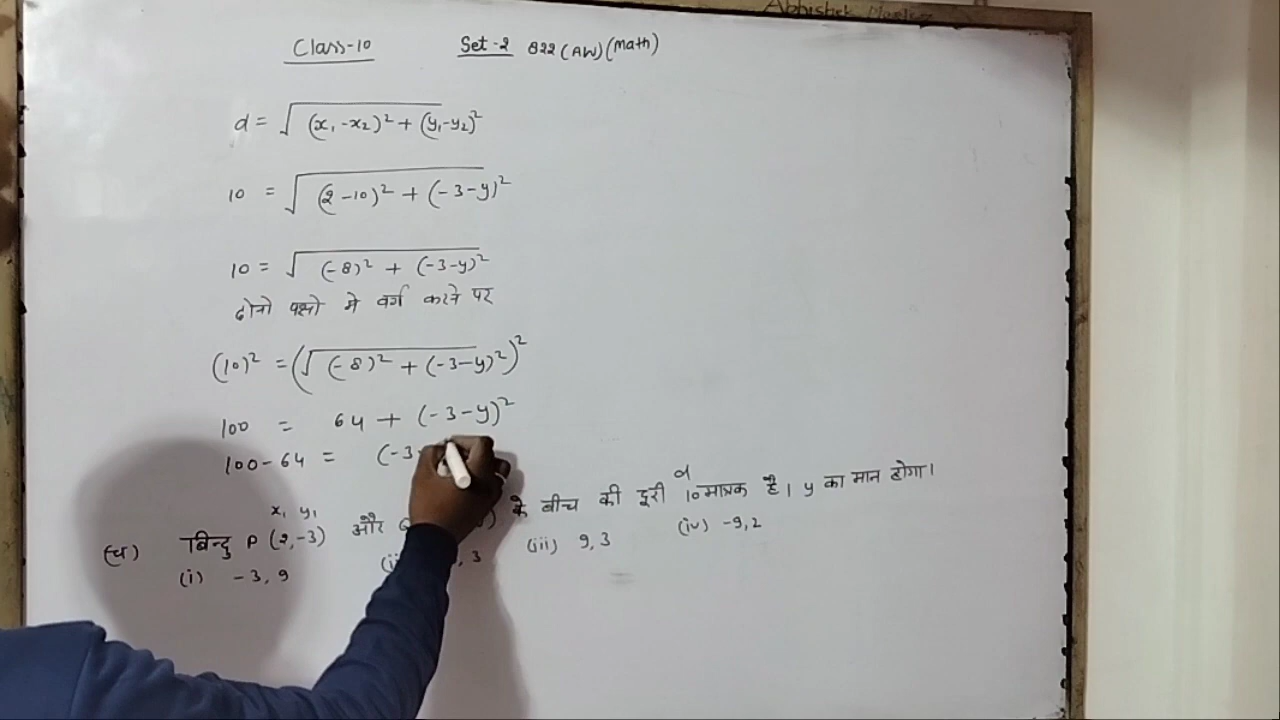 Abhishek
Class-10 Set-2 822 (AW) (Math)
d = √(x₁-x₂)² + (y₁-y₂)²
10 = √(2-10)² + (-3-y)²
10 = √(-8)² + (-3-y)²
दोनो पक्षो मे वर्ग करने पर
(10)² = (√(-8)² + (-3-y)²)²
100 = 64 + (-3-y)²
100-64 = (-3
x₁ y₁ d
(च) बिन्दु P (2,-3) और के बीच की दूरी 10 मात्रक है। y का मान होगा।
(i) -3, 9 , 3 (iii) 9, 3 (iv) -9, 2